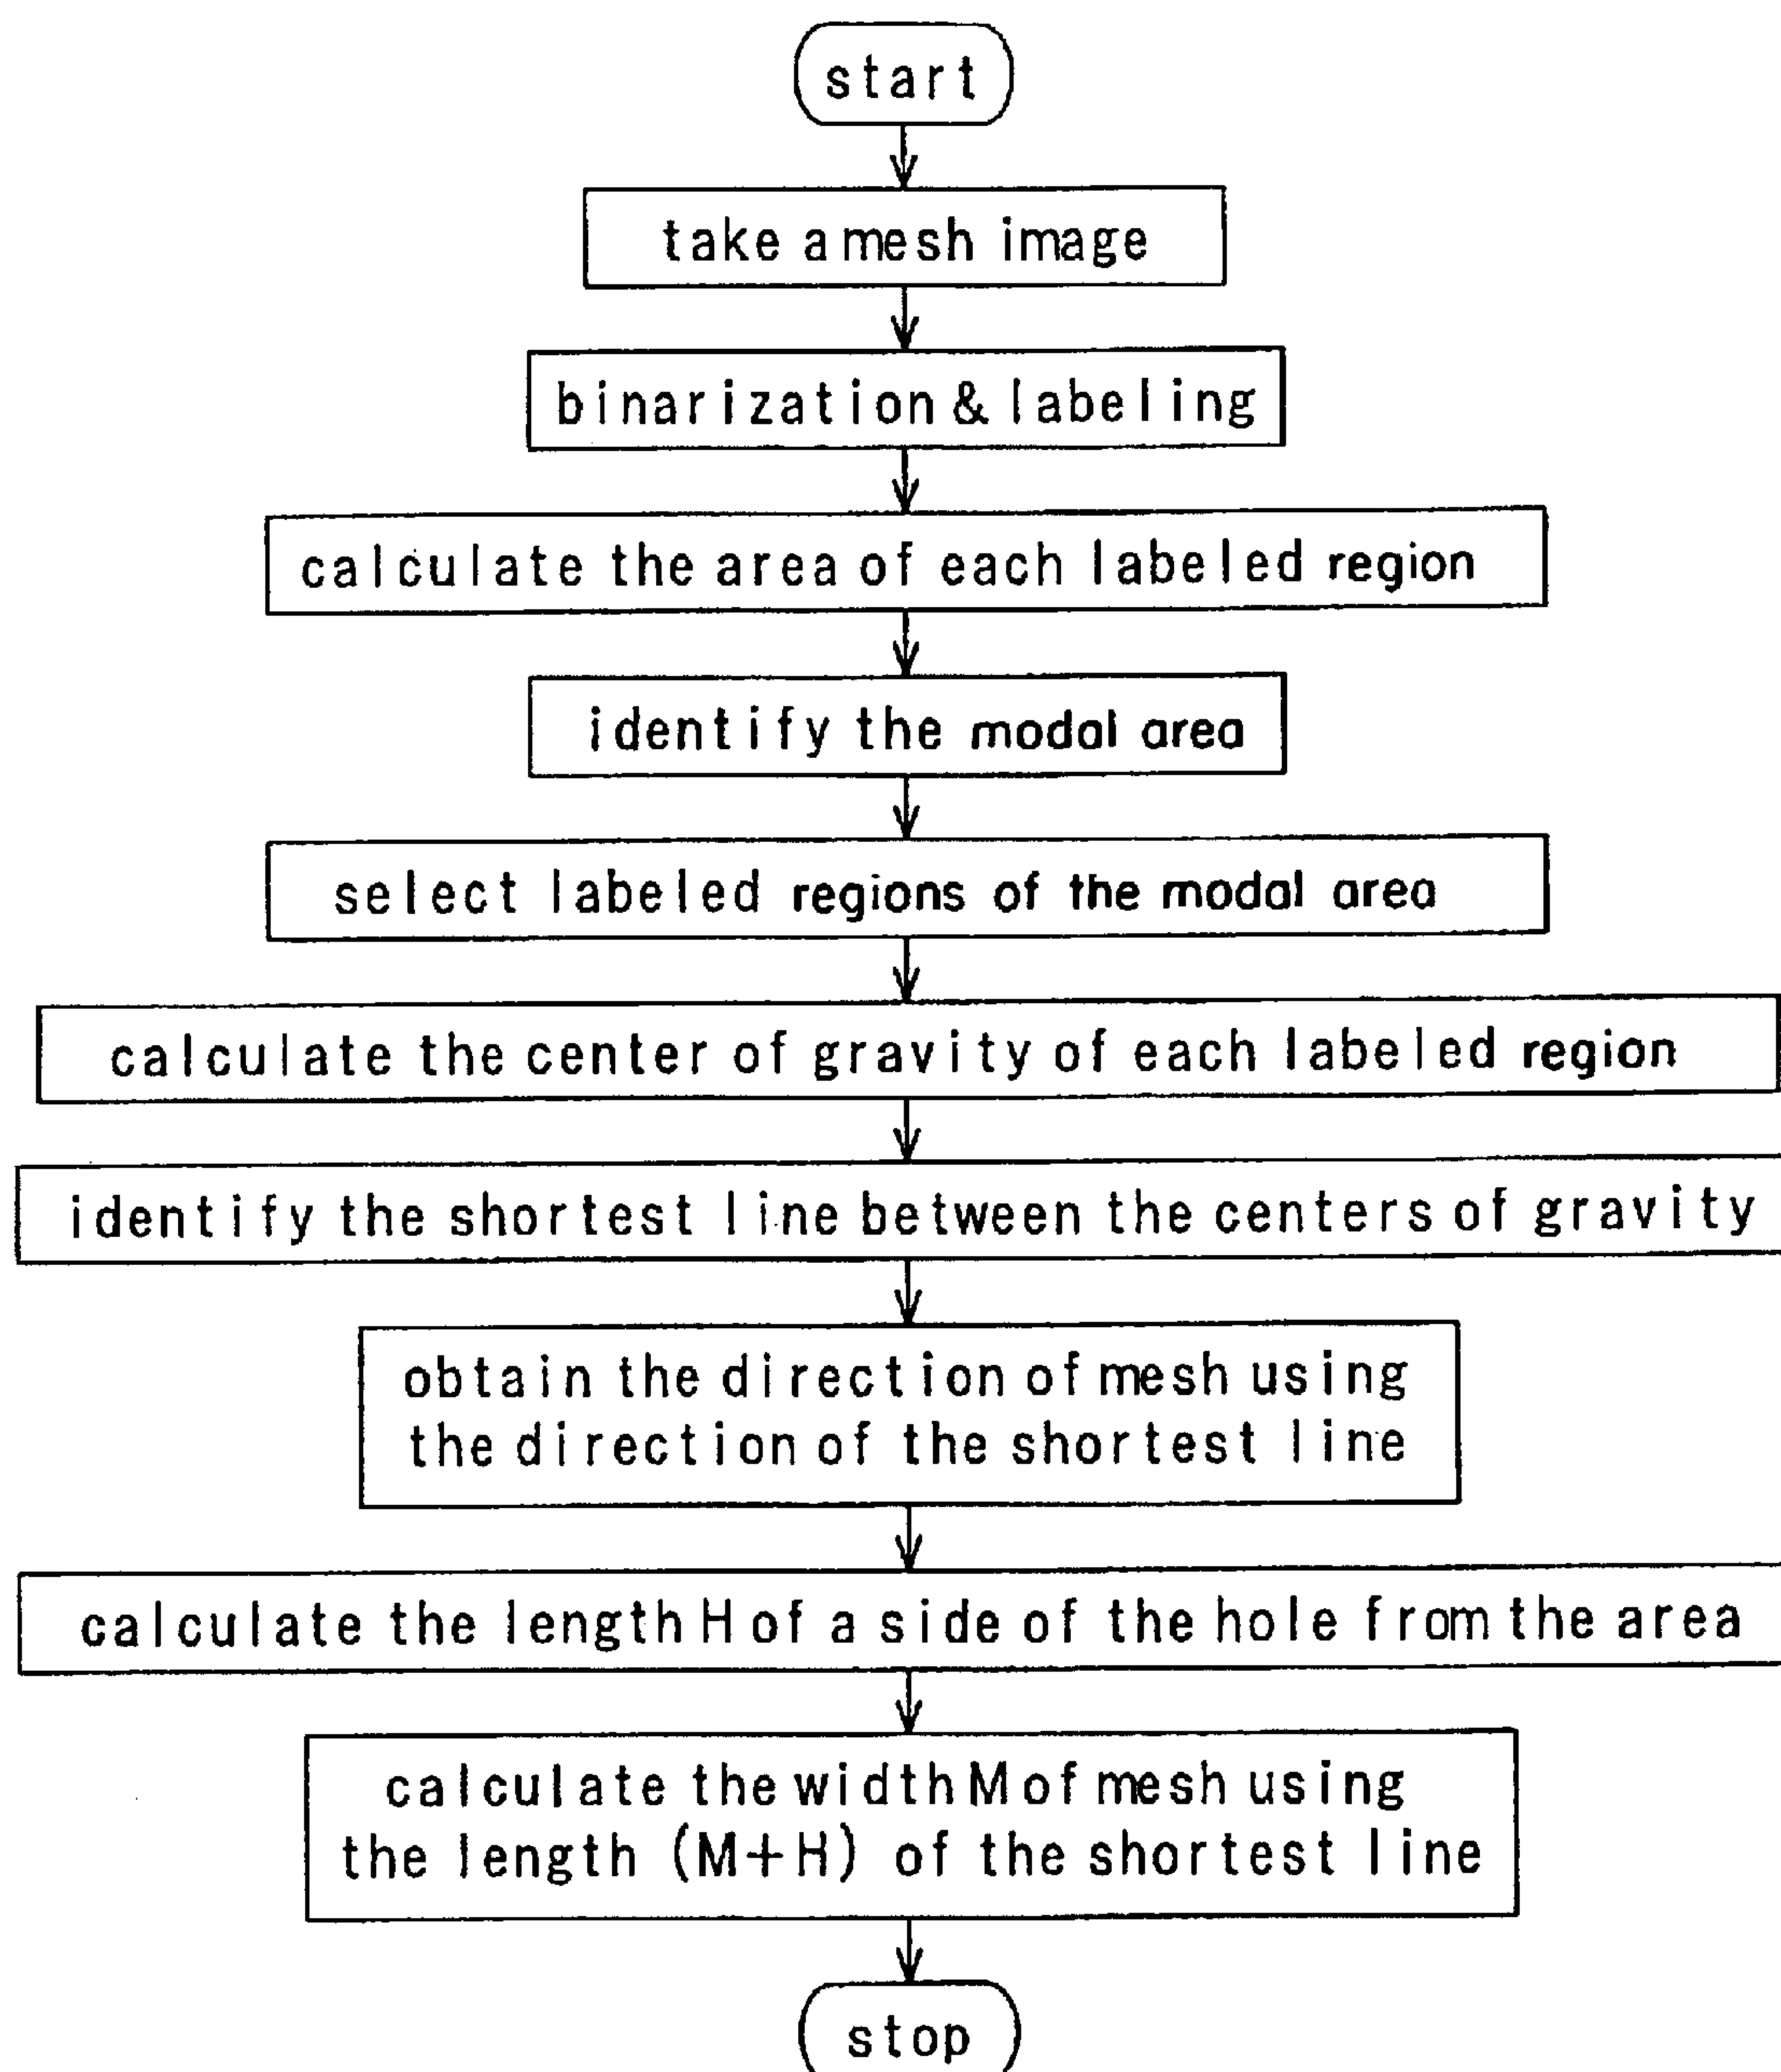 start
take a mesh image
binarization & labeling
calculate the area of each labeled region
identify the modal area
select labeled regions of the modal area
calculate the center of gravity of each labeled region
identify the shortest line between the centers of gravity
obtain the direction of mesh using
the direction of the shortest line
calculate the length H of a side of the hole from the area
calculate the width M of mesh using
the length (M+H) of the shortest line
stop